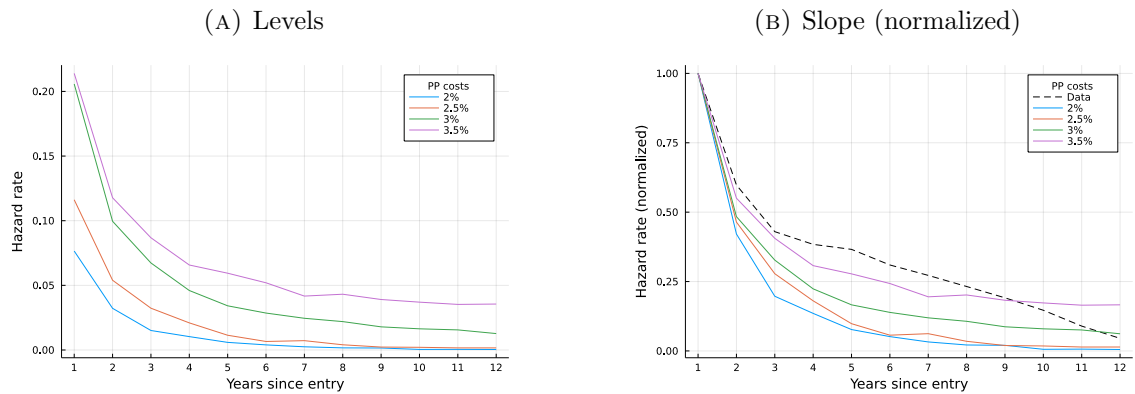 (A) Levels
PP costs
2%
2.5%
3%
3.5%
Hazard rate
0.20
0.15
0.10
0.05
0.00
1 2 3 4 5 6 7 8 9 10 11 12
Years since entry
(B) Slope (normalized)
PP costs
Data
2%
2.5%
3%
3.5%
Hazard rate (normalized)
1.00
0.75
0.50
0.25
0.00
1 2 3 4 5 6 7 8 9 10 11 12
Years since entry